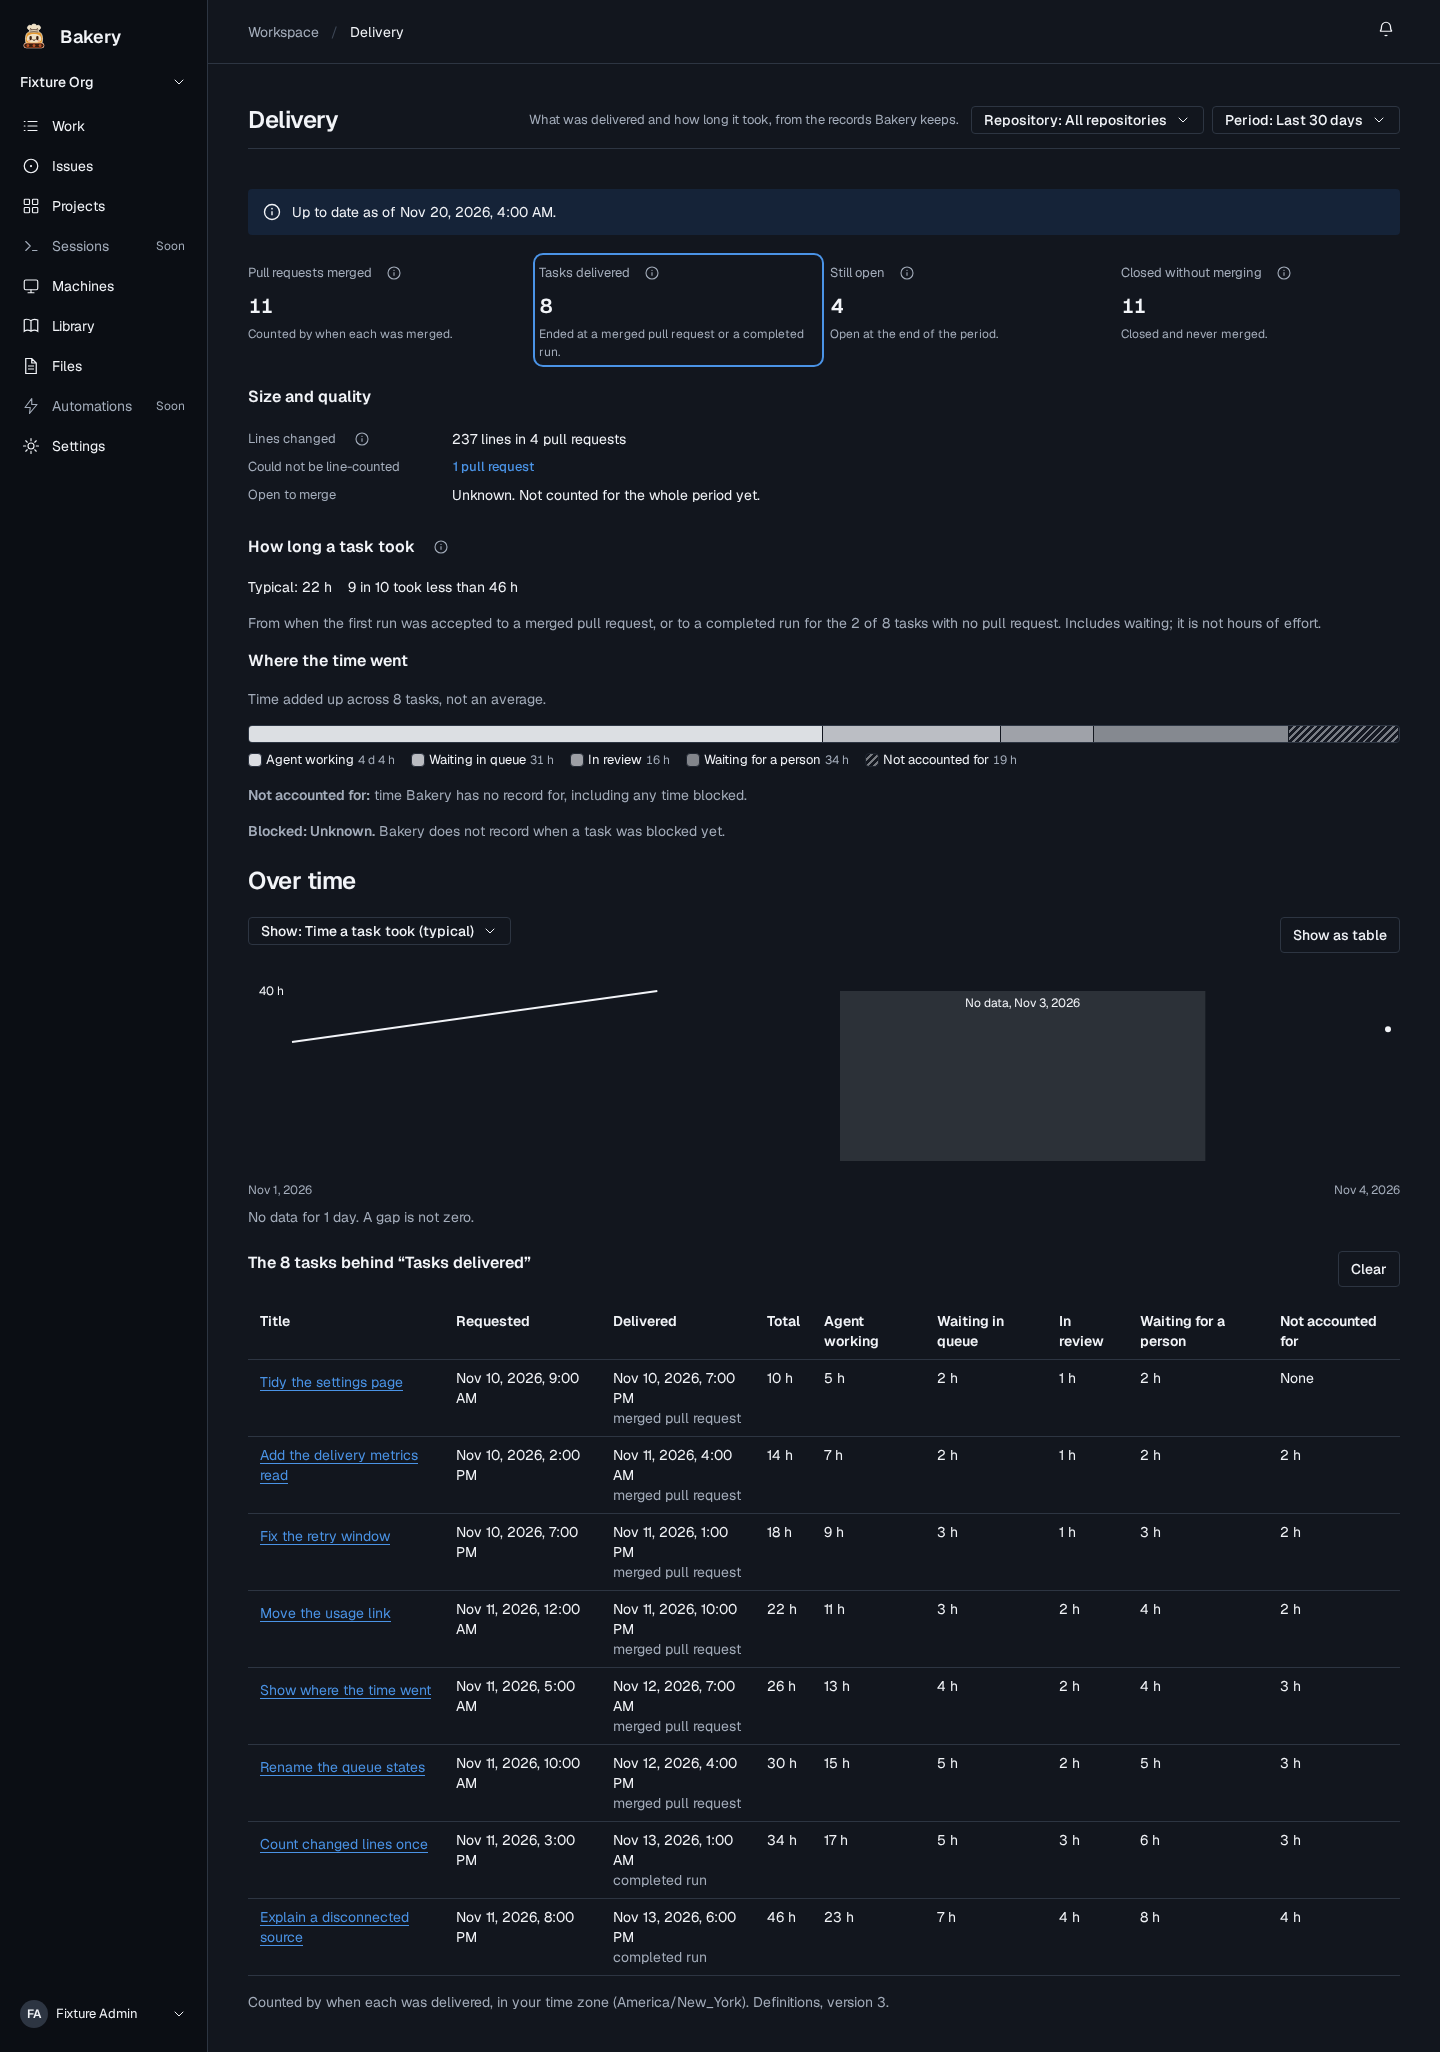 Bakery
Fixture Org
Work
Issues
Projects
Sessions Soon
Machines
Library
Files
Automations Soon
Settings
FA Fixture Admin
Workspace / Delivery
Delivery
What was delivered and how long it took, from the records Bakery keeps.
Repository: All repositories
Period: Last 30 days
Up to date as of Nov 20, 2026, 4:00 AM.
Pull requests merged
11
Counted by when each was merged.
Tasks delivered
8
Ended at a merged pull request or a completed
run.
Still open
4
Open at the end of the period.
Closed without merging
11
Closed and never merged.
Size and quality
Lines changed 237 lines in 4 pull requests
Could not be line-counted 1 pull request
Open to merge Unknown. Not counted for the whole period yet.
How long a task took
Typical: 22 h 9 in 10 took less than 46 h
From when the first run was accepted to a merged pull request, or to a completed run for the 2 of 8 tasks with no pull request. Includes waiting; it is not hours of effort.
Where the time went
Time added up across 8 tasks, not an average.
Agent working 4 d 4 h Waiting in queue 31 h In review 16 h Waiting for a person 34 h Not accounted for 19 h
Not accounted for: time Bakery has no record for, including any time blocked.
Blocked: Unknown. Bakery does not record when a task was blocked yet.
Over time
Show: Time a task took (typical)
Show as table
40 h
No data, Nov 3, 2026
Nov 1, 2026 Nov 4, 2026
No data for 1 day. A gap is not zero.
The 8 tasks behind “Tasks delivered”
Clear
Title Requested Delivered Total Agent working Waiting in queue In review Waiting for a person Not accounted for
Tidy the settings page Nov 10, 2026, 9:00 AM Nov 10, 2026, 7:00 PM 10 h 5 h 2 h 1 h 2 h None
merged pull request
Add the delivery metrics read Nov 10, 2026, 2:00 PM Nov 11, 2026, 4:00 AM 14 h 7 h 2 h 1 h 2 h 2 h
merged pull request
Fix the retry window Nov 10, 2026, 7:00 PM Nov 11, 2026, 1:00 PM 18 h 9 h 3 h 1 h 3 h 2 h
merged pull request
Move the usage link Nov 11, 2026, 12:00 AM Nov 11, 2026, 10:00 PM 22 h 11 h 3 h 2 h 4 h 2 h
merged pull request
Show where the time went Nov 11, 2026, 5:00 AM Nov 12, 2026, 7:00 AM 26 h 13 h 4 h 2 h 4 h 3 h
merged pull request
Rename the queue states Nov 11, 2026, 10:00 AM Nov 12, 2026, 4:00 PM 30 h 15 h 5 h 2 h 5 h 3 h
merged pull request
Count changed lines once Nov 11, 2026, 3:00 PM Nov 13, 2026, 1:00 AM 34 h 17 h 5 h 3 h 6 h 3 h
completed run
Explain a disconnected source Nov 11, 2026, 8:00 PM Nov 13, 2026, 6:00 PM 46 h 23 h 7 h 4 h 8 h 4 h
completed run
Counted by when each was delivered, in your time zone (America/New_York). Definitions, version 3.